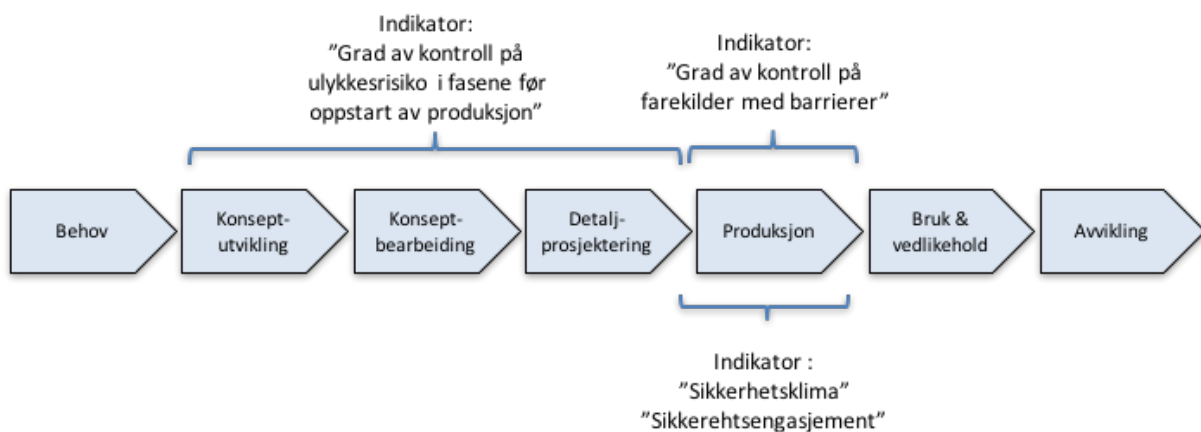 Indikator:
”Grad av kontroll på
ulykkesrisiko i fasene før
oppstart av produksjon”
Indikator:
”Grad av kontroll på
farekilder med barrierer”
Behov
Konsept-
utvikling
Konsept-
bearbeiding
Detalj-
prosjektering
Produksjon
Bruk &
vedlikehold
Avvikling
Indikator :
”Sikkerhetsklima”
”Sikkerehtsengasjement”